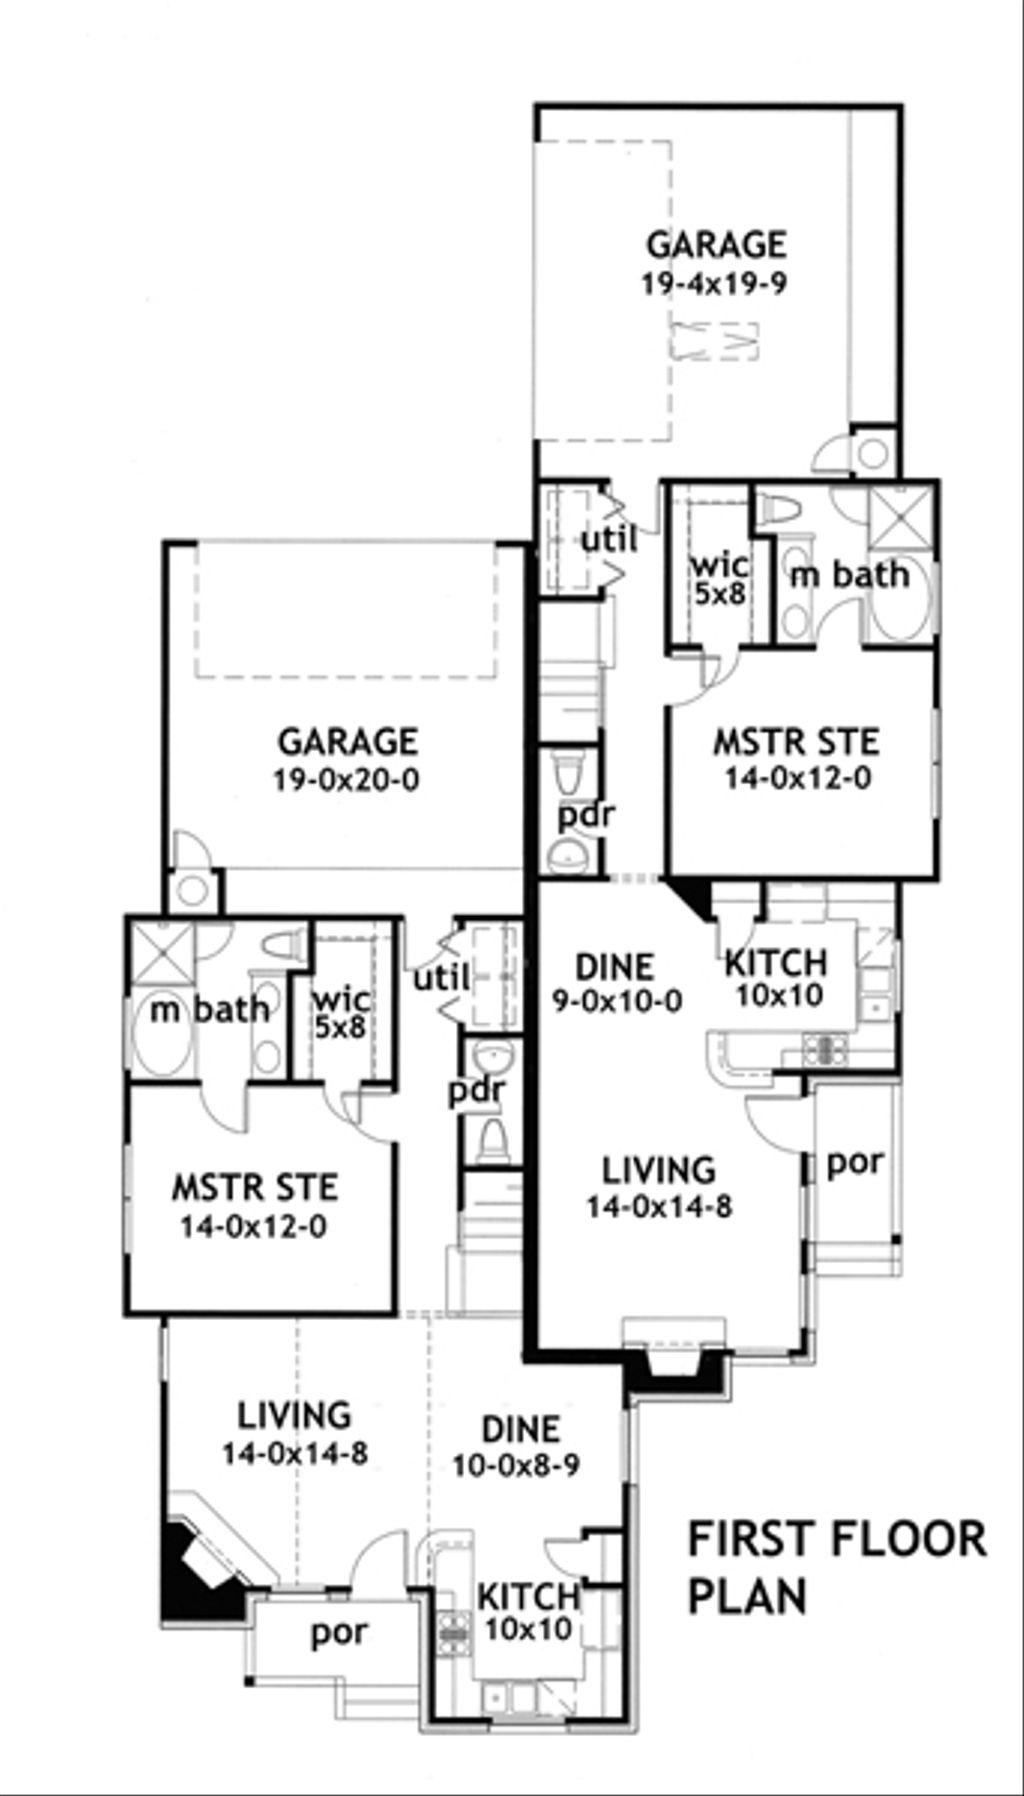 GARAGE
19-4x19-9
util
wic
5x8
m bath
MSTR STE
14-0x12-0
pdr
DINE
9-0x10-0
KITCH
10x10
LIVING
14-0x14-8
por
GARAGE
19-0x20-0
m bath
wic
5x8
util
pdr
MSTR STE
14-0x12-0
LIVING
14-0x14-8
DINE
10-0x8-9
KITCH
10x10
por
FIRST FLOOR
PLAN